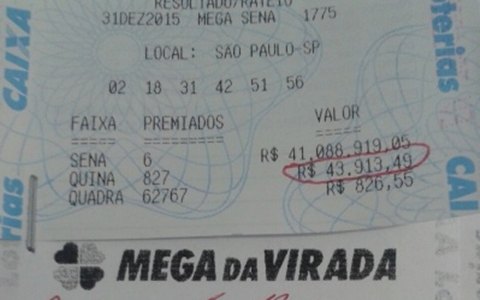 RESULTADO/RATEIO
31DEZ2015 MEGA SENA 1775
LOCAL: SÃO PAULO-SP
02 18 31 42 51 56
FAIXA PREMIADOS VALOR
SENA 6 R$ 41.088.919,05
QUINA 827 R$ 43.913,49
QUADRA 62767 R$ 826,55
MEGA DA VIRADA
CAIXA
Loterias
CAI